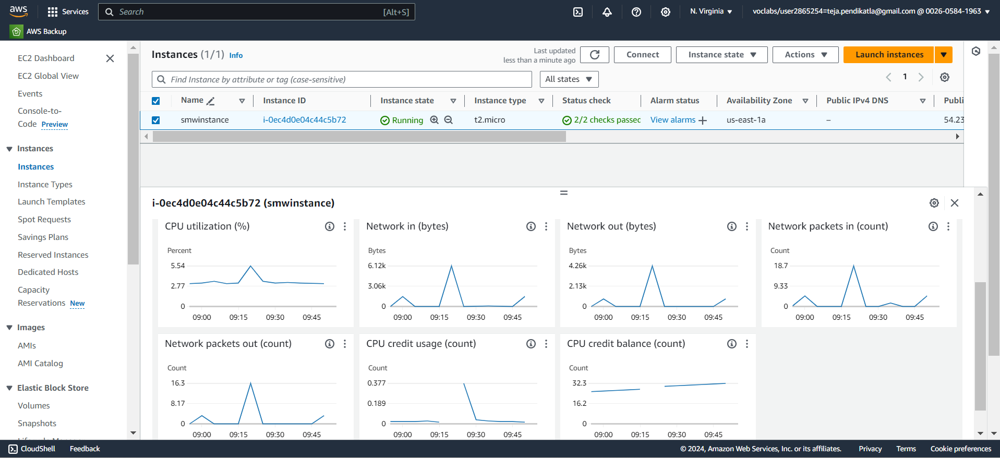 aws
Services
Search
[Alt+S]
N. Virginia
voclabs/user2865254=teja.pendikatla@gmail.com @ 0026-0584-1963
AWS Backup
EC2 Dashboard
EC2 Global View
Events
Console-to-
Code Preview
Instances
Instances
Instance Types
Launch Templates
Spot Requests
Savings Plans
Reserved Instances
Dedicated Hosts
Capacity
Reservations New
Images
AMIs
AMI Catalog
Elastic Block Store
Volumes
Snapshots
Instances (1/1) Info
Last updated
less than a minute ago
Connect
Instance state
Actions
Launch instances
Find Instance by attribute or tag (case-sensitive)
All states
1
Name Instance ID Instance state Instance type Status check Alarm status Availability Zone Public IPv4 DNS Publi
smwinstance i-0ec4d0e04c44c5b72 Running t2.micro 2/2 checks passed View alarms us-east-1a – 54.23
i-0ec4d0e04c44c5b72 (smwinstance)
CPU utilization (%)
Percent
5.54
2.77
0
09:00 09:15 09:30 09:45
Network in (bytes)
Bytes
6.12k
3.06k
0
09:00 09:15 09:30 09:45
Network out (bytes)
Bytes
4.26k
2.13k
0
09:00 09:15 09:30 09:45
Network packets in (count)
Count
18.7
9.33
0
09:00 09:15 09:30 09:45
Network packets out (count)
Count
16.3
8.17
0
09:00 09:15 09:30 09:45
CPU credit usage (count)
Count
0.377
0.189
0
09:00 09:15 09:30 09:45
CPU credit balance (count)
Count
32.3
16.2
0
09:00 09:15 09:30 09:45
CloudShell
Feedback
© 2024, Amazon Web Services, Inc. or its affiliates.
Privacy
Terms
Cookie preferences